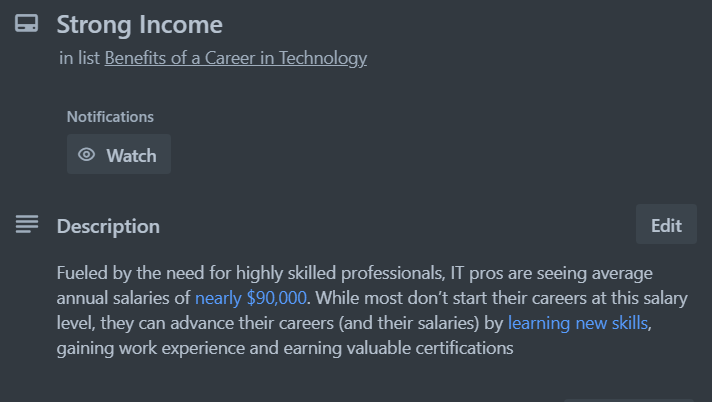 Strong Income
in list Benefits of a Career in Technology
Notifications
Watch
Description
Edit
Fueled by the need for highly skilled professionals, IT pros are seeing average
annual salaries of nearly $90,000. While most don’t start their careers at this salary
level, they can advance their careers (and their salaries) by learning new skills,
gaining work experience and earning valuable certifications